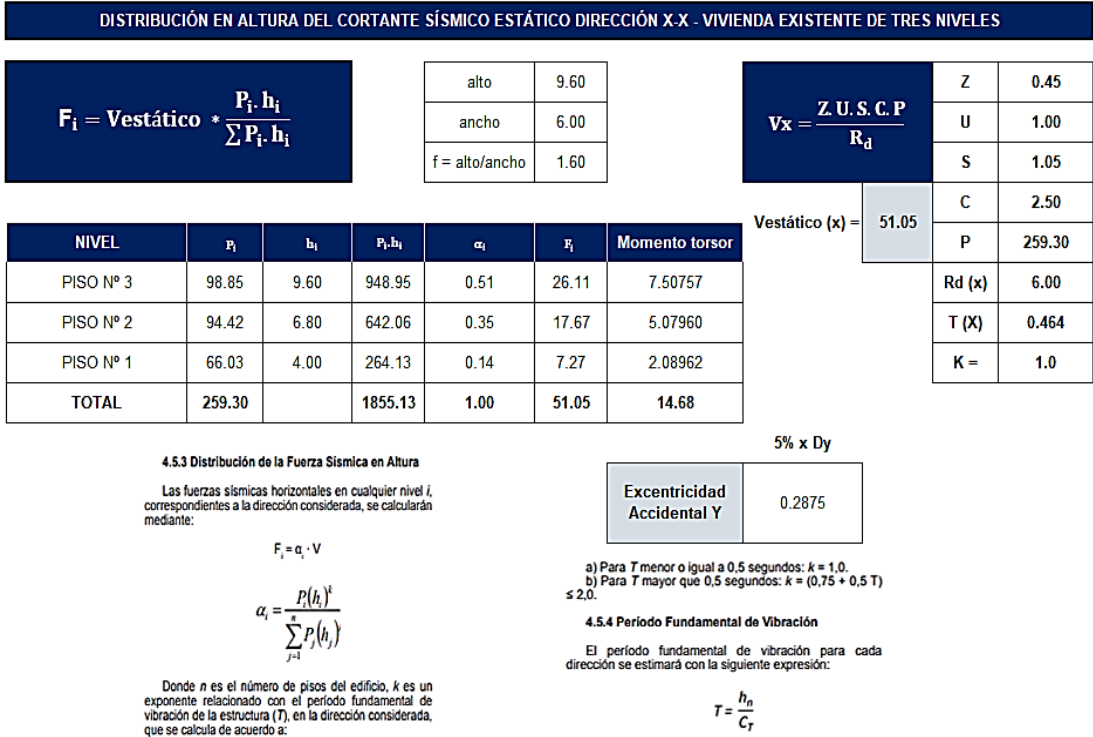 DISTRIBUCIÓN EN ALTURA DEL CORTANTE SÍSMICO ESTÁTICO DIRECCIÓN X-X - VIVIENDA EXISTENTE DE TRES NIVELES
Fᵢ = Vestático * Pᵢ. hᵢ / ∑ Pᵢ. hᵢ
alto 9.60
ancho 6.00
f = alto/ancho 1.60
Vx = Z. U. S. C. P / R_d
Z 0.45
U 1.00
S 1.05
C 2.50
P 259.30
Rd (x) 6.00
T (X) 0.464
K = 1.0
Vestático (x) = 51.05
NIVEL Pᵢ hᵢ Pᵢ.hᵢ αᵢ Fᵢ Momento torsor
PISO Nº 3 98.85 9.60 948.95 0.51 26.11 7.50757
PISO Nº 2 94.42 6.80 642.06 0.35 17.67 5.07960
PISO Nº 1 66.03 4.00 264.13 0.14 7.27 2.08962
TOTAL 259.30 1855.13 1.00 51.05 14.68
4.5.3 Distribución de la Fuerza Sísmica en Altura
Las fuerzas sísmicas horizontales en cualquier nivel i,
correspondientes a la dirección considerada, se calcularán
mediante:
Fᵢ = αᵢ · V
αᵢ = Pᵢ(hᵢ)ᵏ / ∑ⁿⱼ₌₁ Pⱼ(hⱼ)
Donde n es el número de pisos del edificio, k es un
exponente relacionado con el período fundamental de
vibración de la estructura (T), en la dirección considerada,
que se calcula de acuerdo a:
5% x Dy
Excentricidad
Accidental Y
0.2875
a) Para T menor o igual a 0,5 segundos: k = 1,0.
b) Para T mayor que 0,5 segundos: k = (0,75 + 0,5 T)
≤ 2,0.
4.5.4 Período Fundamental de Vibración
El período fundamental de vibración para cada
dirección se estimará con la siguiente expresión:
T = hₙ / C_T